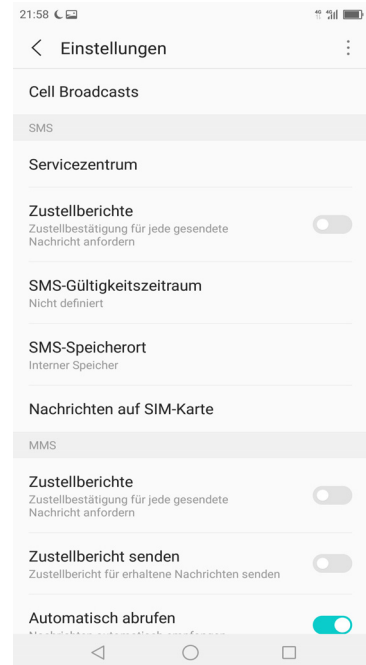 21:58
Einstellungen
Cell Broadcasts
SMS
Servicezentrum
Zustellberichte
Zustellbestätigung für jede gesendete
Nachricht anfordern
SMS-Gültigkeitszeitraum
Nicht definiert
SMS-Speicherort
Interner Speicher
Nachrichten auf SIM-Karte
MMS
Zustellberichte
Zustellbestätigung für jede gesendete
Nachricht anfordern
Zustellbericht senden
Zustellbericht für erhaltene Nachrichten senden
Automatisch abrufen